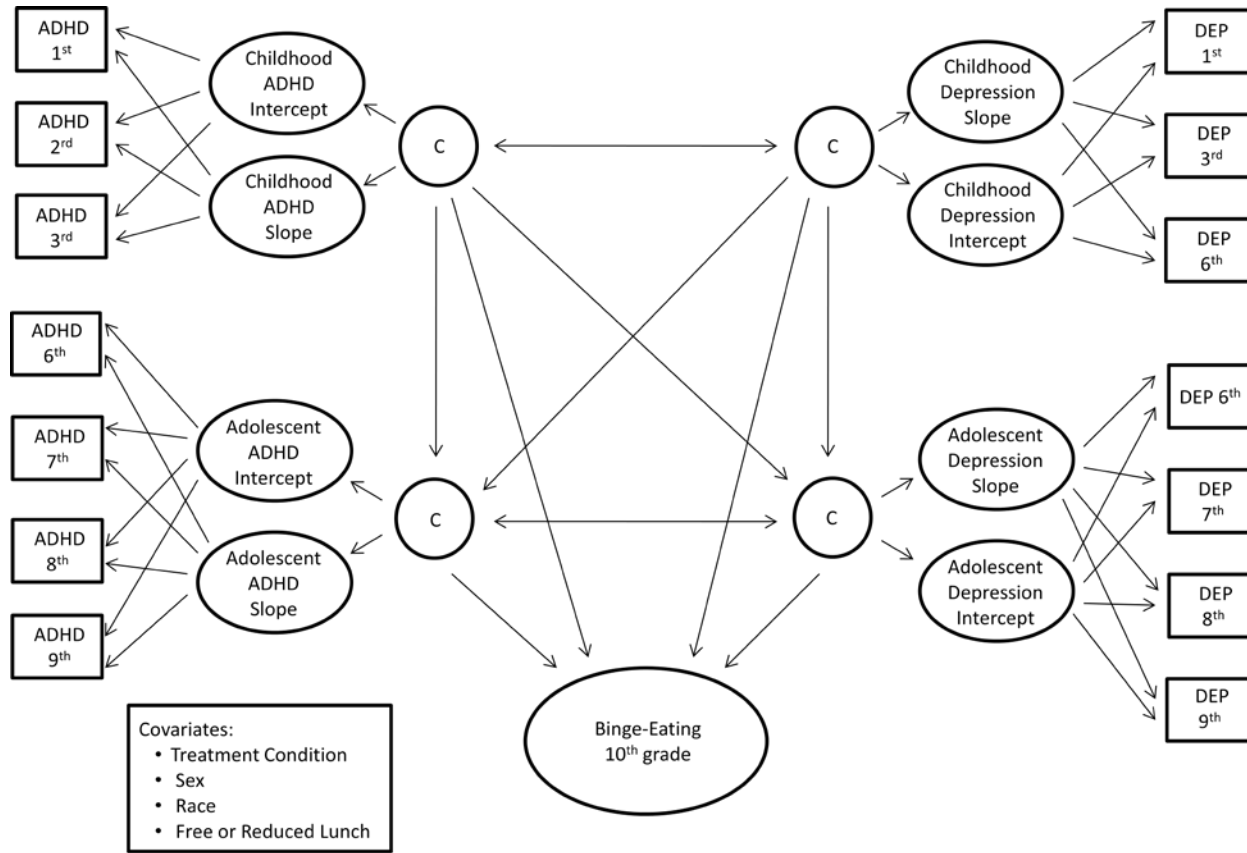 ADHD
1st
ADHD
2rd
ADHD
3rd
Childhood
ADHD
Intercept
Childhood
ADHD
Slope
C
C
Childhood
Depression
Slope
Childhood
Depression
Intercept
DEP
1st
DEP
3rd
DEP
6th
ADHD
6th
ADHD
7th
ADHD
8th
ADHD
9th
Adolescent
ADHD
Intercept
Adolescent
ADHD
Slope
C
C
Adolescent
Depression
Slope
Adolescent
Depression
Intercept
DEP 6th
DEP
7th
DEP
8th
DEP
9th
Binge-Eating
10th grade
Covariates:
• Treatment Condition
• Sex
• Race
• Free or Reduced Lunch